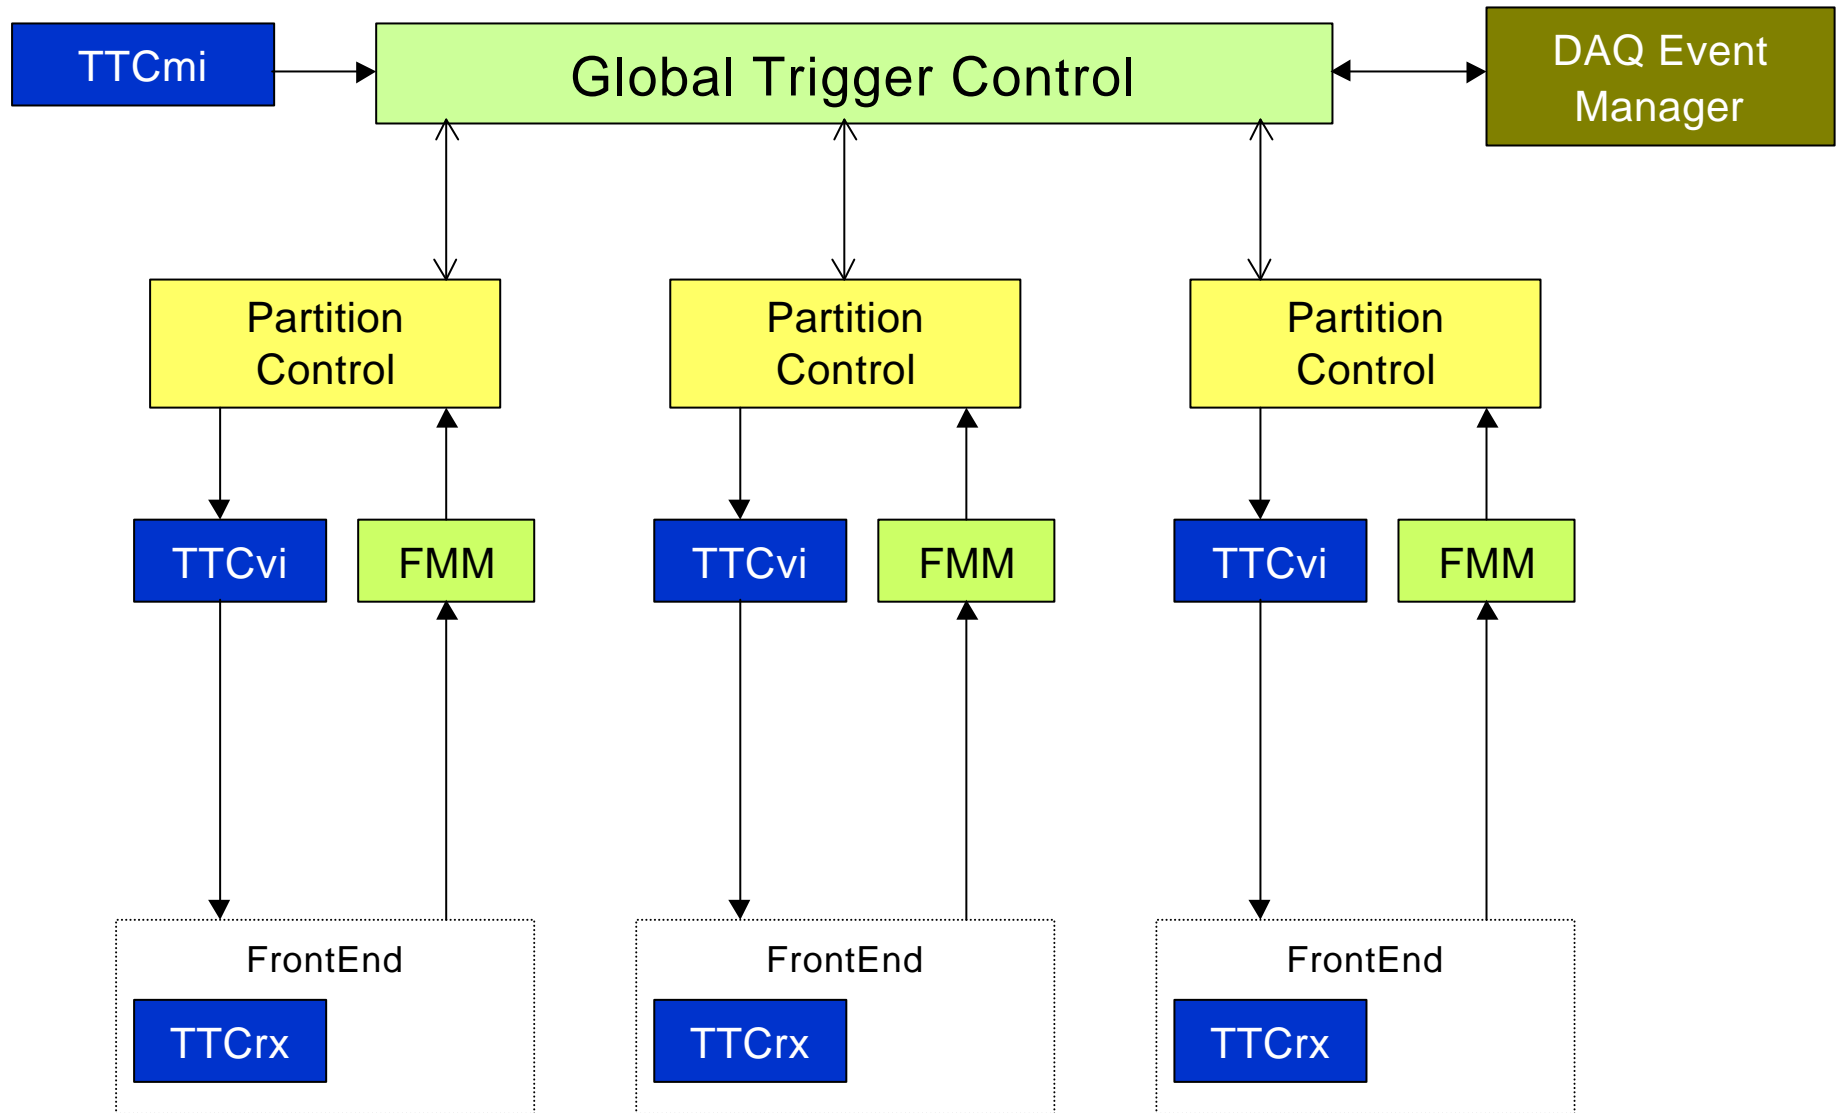 TTCmi
Global Trigger Control
DAQ Event
Manager
Partition
Control
Partition
Control
Partition
Control
TTCvi
FMM
TTCvi
FMM
TTCvi
FMM
FrontEnd
FrontEnd
FrontEnd
TTCrx
TTCrx
TTCrx